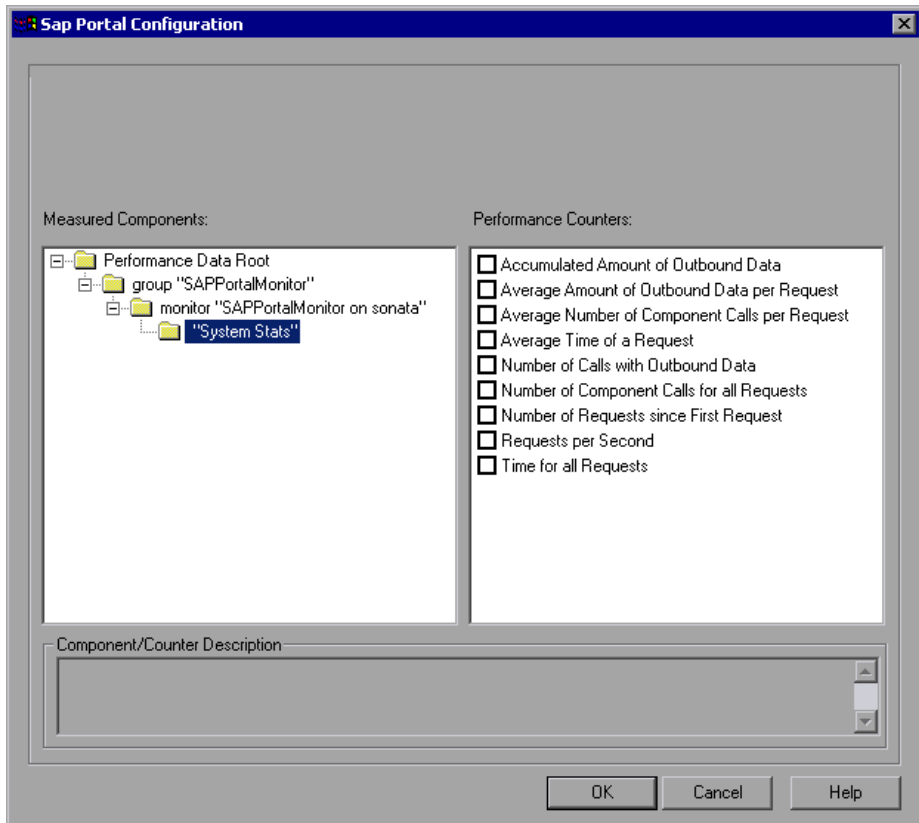 Sap Portal Configuration
Measured Components:
Performance Data Root
group "SAPPortalMonitor"
monitor "SAPPortalMonitor on sonata"
"System Stats"
Performance Counters:
Accumulated Amount of Outbound Data
Average Amount of Outbound Data per Request
Average Number of Component Calls per Request
Average Time of a Request
Number of Calls with Outbound Data
Number of Component Calls for all Requests
Number of Requests since First Request
Requests per Second
Time for all Requests
Component/Counter Description
OK
Cancel
Help